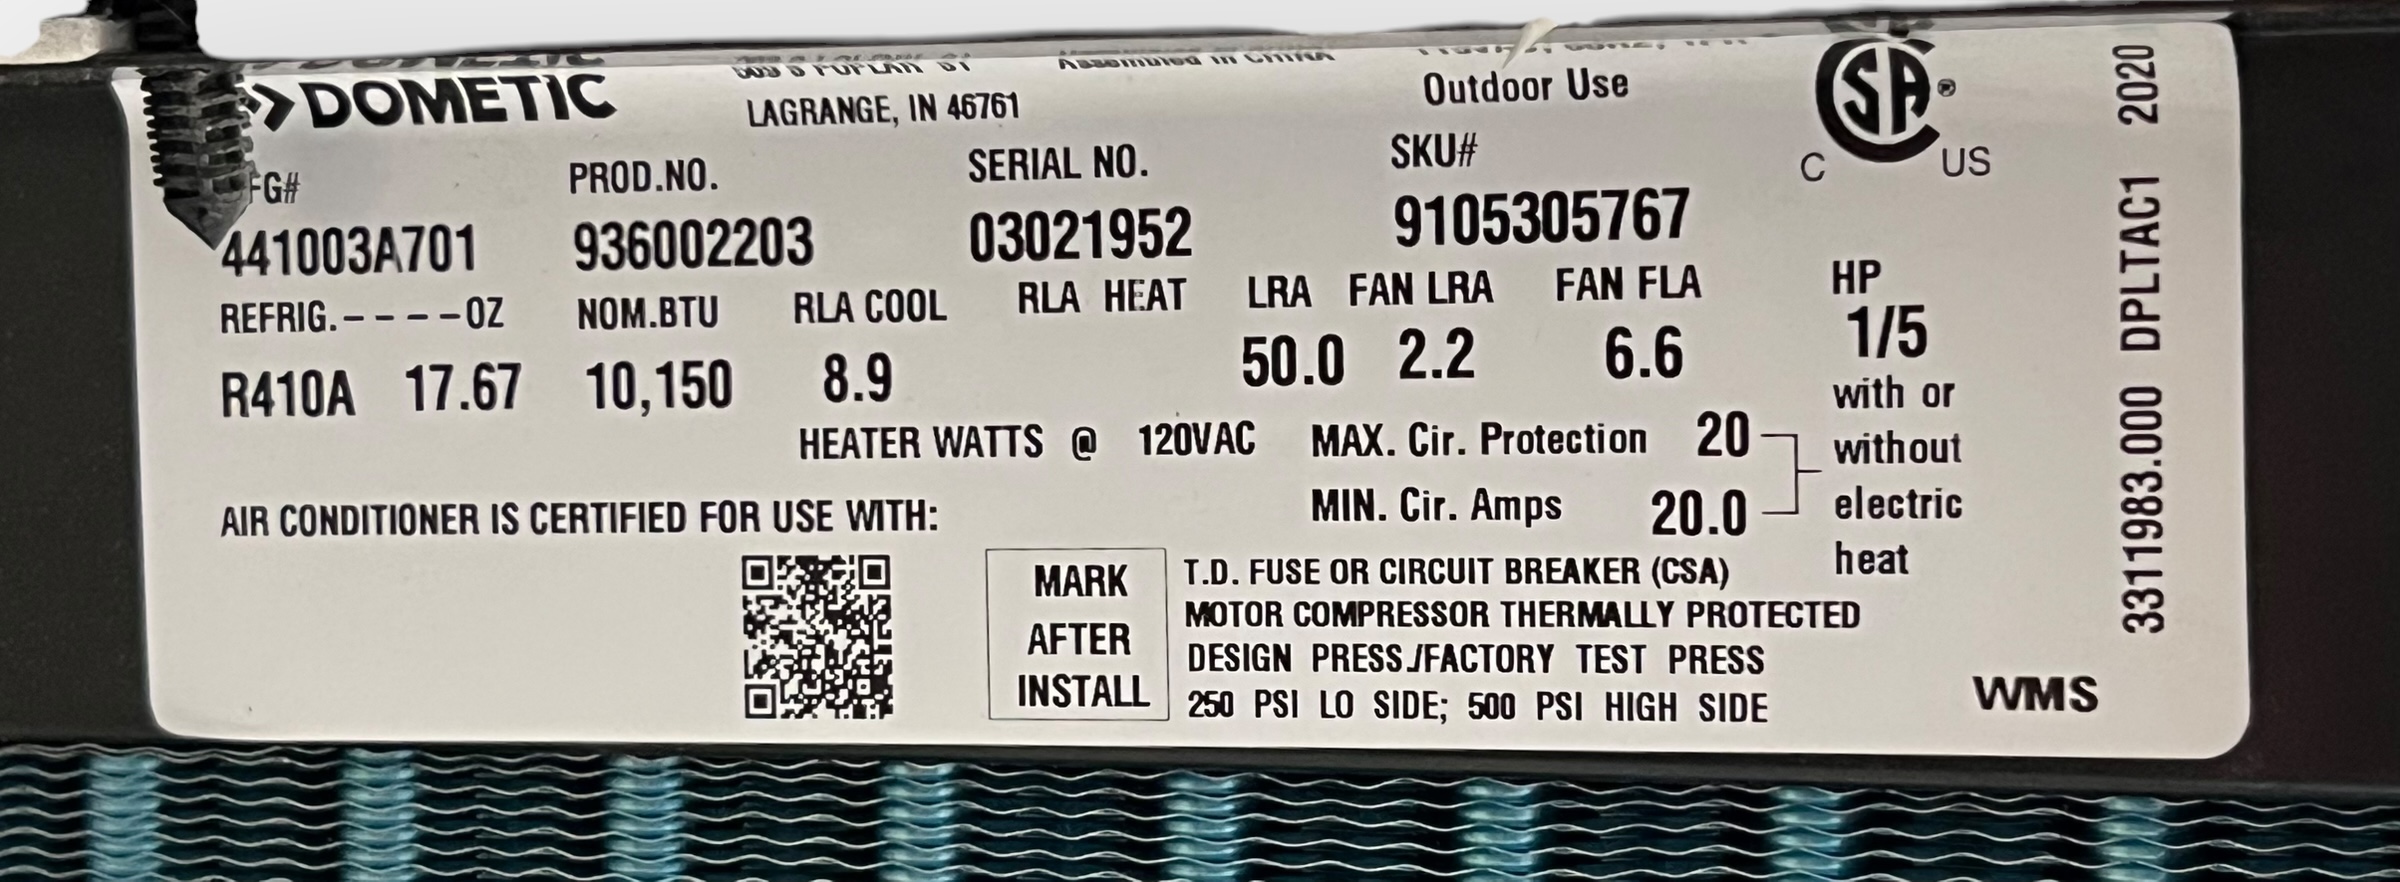 DOMETIC
LAGRANGE, IN 46761
Assembled in CHINA
Outdoor Use
SA ®
C US
FG# PROD.NO. SERIAL NO. SKU#
441003A701 936002203 03021952 9105305767
REFRIG.-----OZ NOM.BTU RLA COOL RLA HEAT LRA FAN LRA FAN FLA HP
R410A 17.67 10,150 8.9 50.0 2.2 6.6 1/5
HEATER WATTS @ 120VAC MAX. Cir. Protection 20
MIN. Cir. Amps 20.0
with or
without
electric
heat
AIR CONDITIONER IS CERTIFIED FOR USE WITH:
MARK
AFTER
INSTALL
T.D. FUSE OR CIRCUIT BREAKER (CSA)
MOTOR COMPRESSOR THERMALLY PROTECTED
DESIGN PRESS./FACTORY TEST PRESS
250 PSI LO SIDE; 500 PSI HIGH SIDE
WMS
3311983.000 DPLTAC1 2020